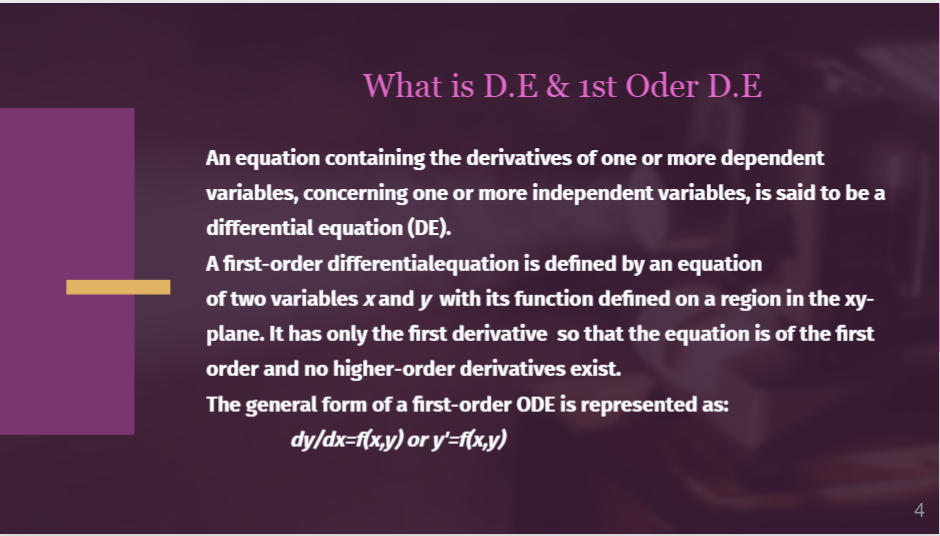 What is D.E & 1st Oder D.E
An equation containing the derivatives of one or more dependent
variables, concerning one or more independent variables, is said to be a
differential equation (DE).
A first-order differentialequation is defined by an equation
of two variables x and y with its function defined on a region in the xy-
plane. It has only the first derivative so that the equation is of the first
order and no higher-order derivatives exist.
The general form of a first-order ODE is represented as:
dy/dx=f(x,y) or y'=f(x,y)
4